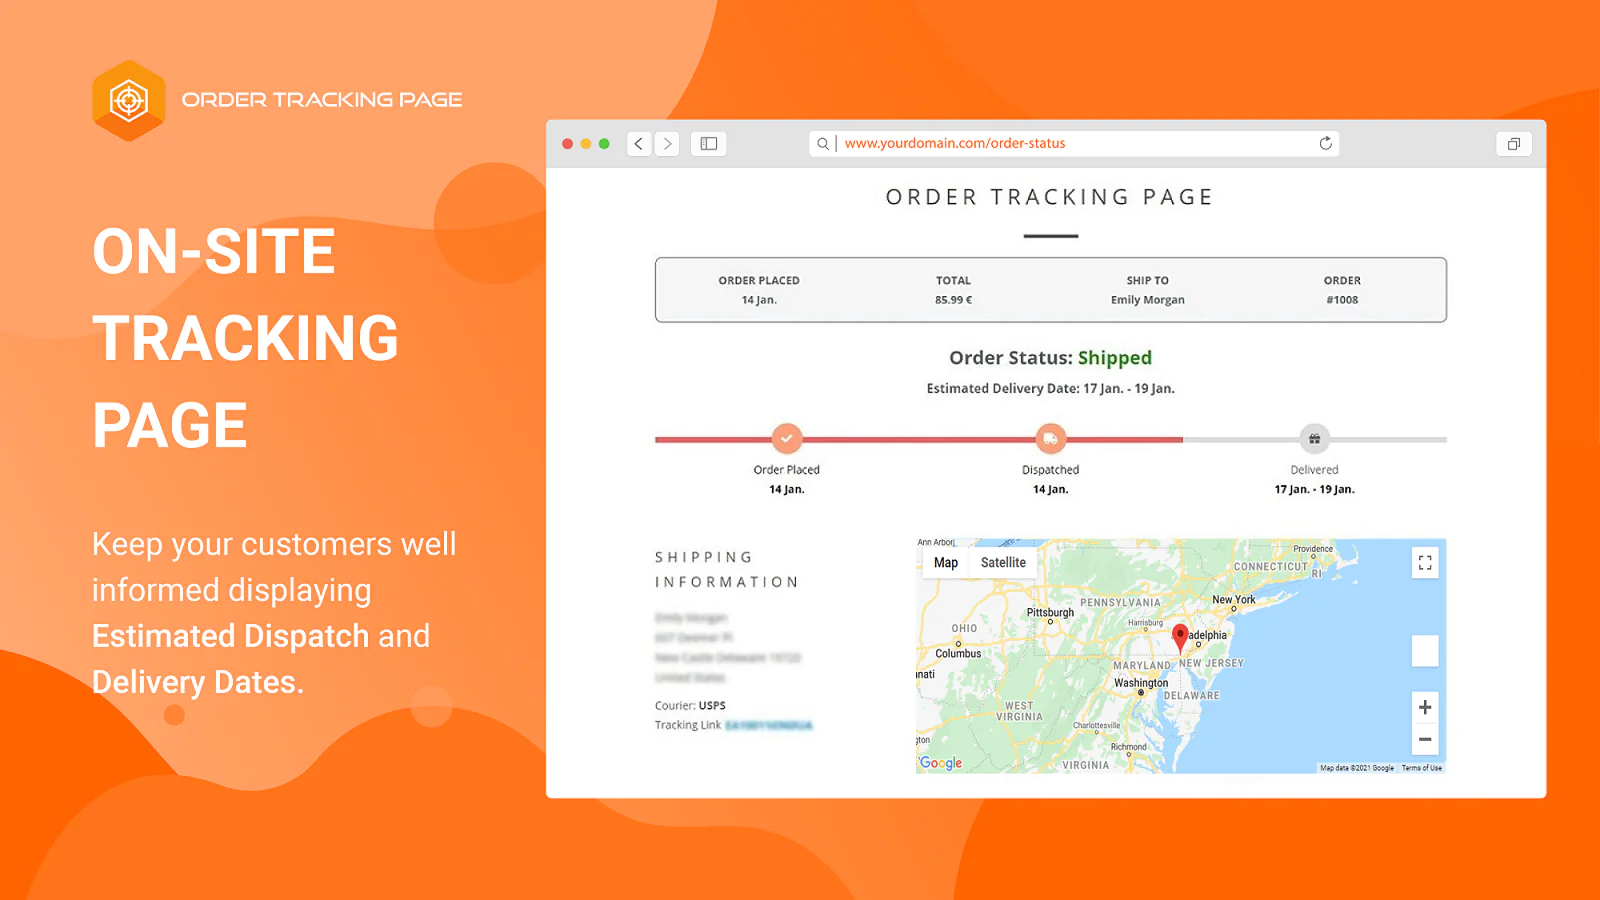 ORDER TRACKING PAGE
ON-SITE
TRACKING
PAGE
Keep your customers well
informed displaying
Estimated Dispatch and
Delivery Dates.
www.yourdomain.com/order-status
ORDER TRACKING PAGE
ORDER PLACED TOTAL SHIP TO ORDER
14 Jan. 85.99 € Emily Morgan #1008
Order Status: Shipped
Estimated Delivery Date: 17 Jan. - 19 Jan.
Order Placed Dispatched Delivered
14 Jan. 14 Jan. 17 Jan. - 19 Jan.
SHIPPING
INFORMATION
Emily Morgan
United States
Courier: USPS
Tracking Link
Ann Arbor
Map Satellite
Providence
CONNECTICUT
RI
New York
PENNSYLVANIA
Pittsburgh
Harrisburg
OHIO
adelphia
Columbus
MARYLAND
NEW JERSEY
nati
Washington
DELAWARE
WEST
VIRGINIA
Charlottesville
gton
Richmond
VIRGINIA
Google
Map data ©2021 Google Terms of Use